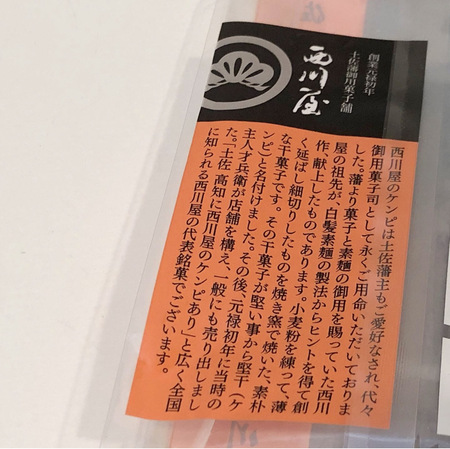 創業元禄初年
土佐藩御用菓子舗
西川屋
西川屋のケンピは土佐藩主もご愛好なされ、代々
御用菓子司として永くご用命いただいておりま
した。藩より菓子と素麺の御用を賜っていた西川
屋の祖先が、白髪素麺の製法からヒントを得て創
作、献上したものであります。小麦粉を練って、薄
く延ばし細切りしたものを焼き窯で焼いた、素朴
な干菓子です。その干菓子が堅い事から堅干(ケ
ンピ)と名付けました。その後、元禄初年に当時の
主人才兵衛が店舗を構え、一般にも売り出しまし
た。「土佐 高知に西川屋のケンピあり」と広く全国
に知られる西川屋の代表銘菓でございます。